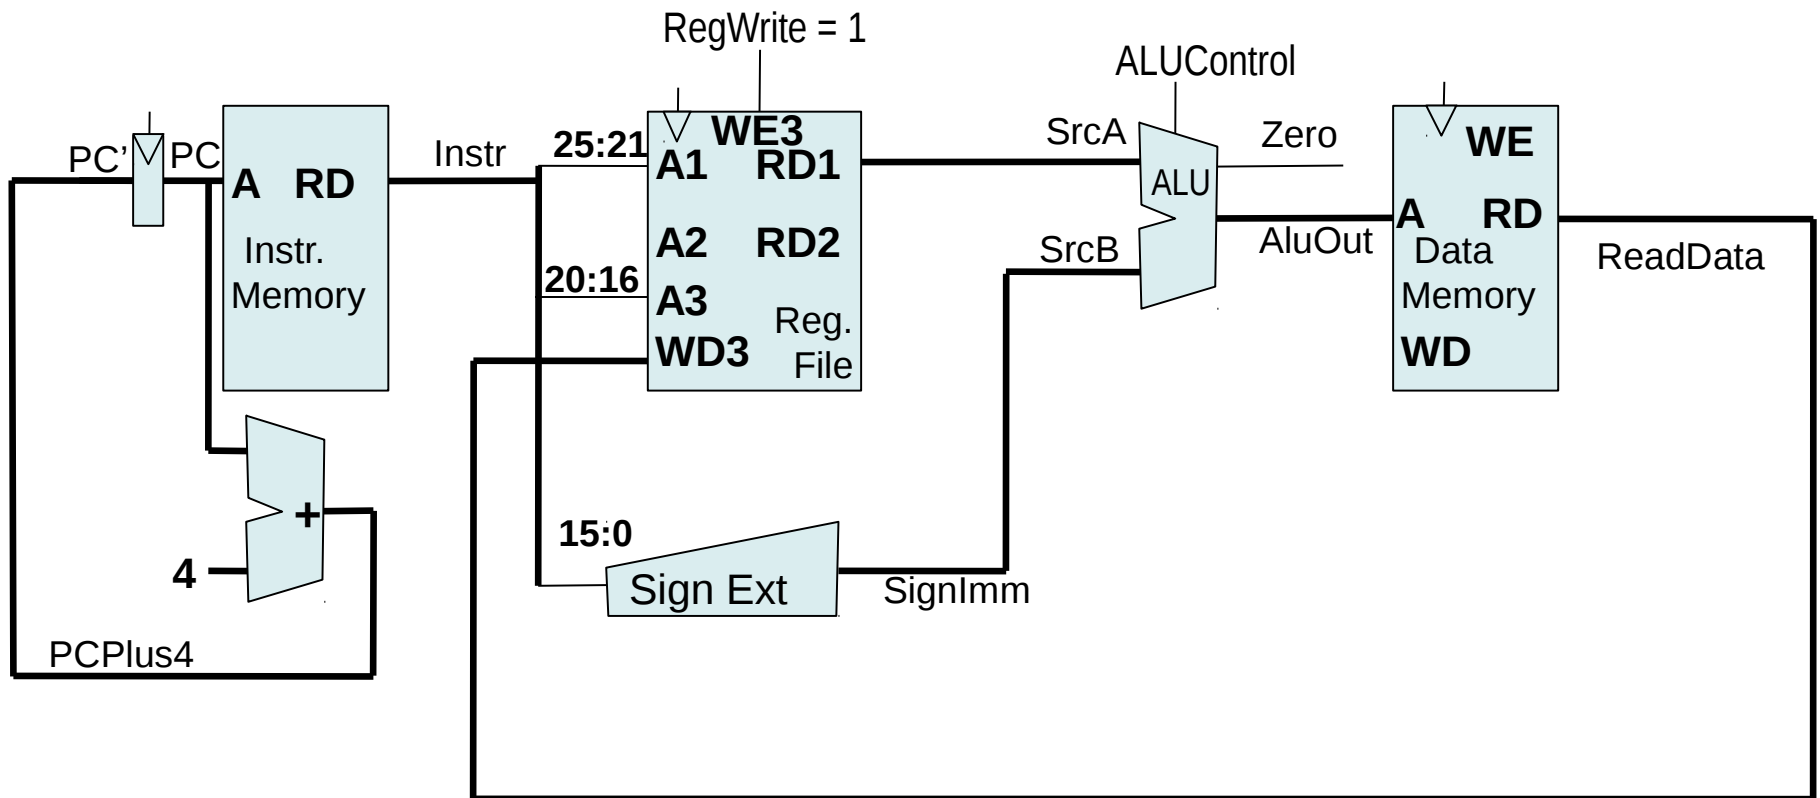 RegWrite = 1
ALUControl
PC’
PC
A RD
Instr.
Memory
Instr
25:21
20:16
WE3
A1 RD1
A2 RD2
A3
WD3
Reg.
File
SrcA
SrcB
ALU
Zero
AluOut
WE
A RD
Data
Memory
WD
ReadData
+
4
PCPlus4
15:0
Sign Ext
SignImm